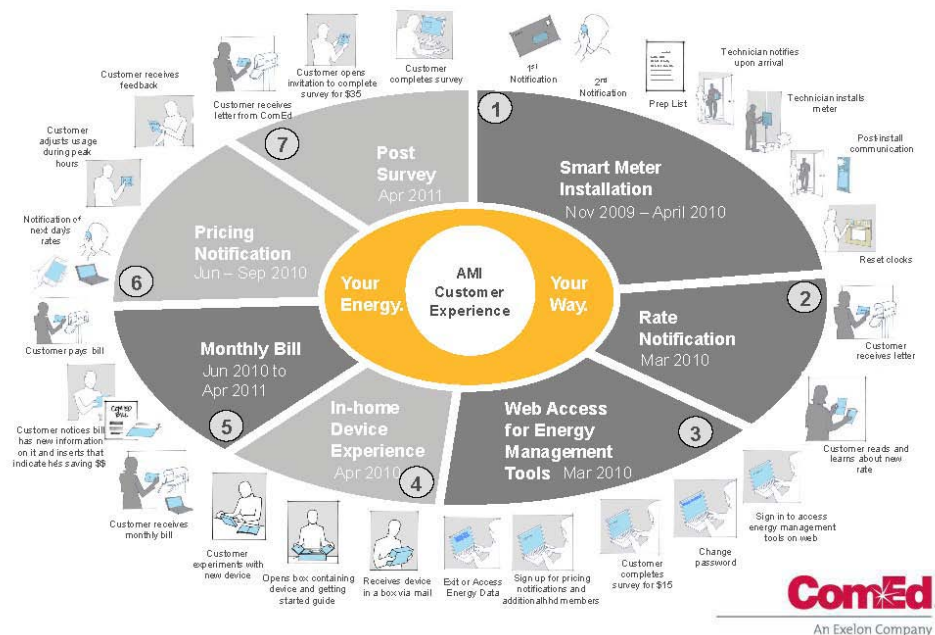 1st
Notification
2nd
Notification
Prep List
Technician notifies
upon arrival
Technician installs
meter
Post-install
communication
Reset clocks
1
Smart Meter
Installation
Nov 2009 – April 2010
2
Rate
Notification
Mar 2010
Customer
receives letter
Customer reads and
learns about new
rate
3
Web Access
for Energy
Management
Tools Mar 2010
Sign in to access
energy management
tools on web
Change
password
Customer
completes
survey for $15
Sign up for pricing
notifications and
additional hhd members
Exit or Access
Energy Data
4
In-home
Device
Experience
Apr 2010
Receives device
in a box via mail
Opens box containing
device and getting
started guide
Customer
experiments with
new device
5
Monthly Bill
Jun 2010 to
Apr 2011
Customer receives
monthly bill
COMED
BILL
Customer notices bill
has new information
on it and inserts that
indicate hes saving $$
Customer pays bill
6
Pricing
Notification
Jun – Sep 2010
Notification of
next days
rates
Customer
adjusts usage
during peak
hours
Customer receives
feedback
7
Post
Survey
Apr 2011
Customer receives
letter from ComEd
Customer opens
invitation to complete
survey for $35
Customer
completes survey
Your
Energy.
AMI
Customer
Experience
Your
Way.
ComEd
An Exelon Company